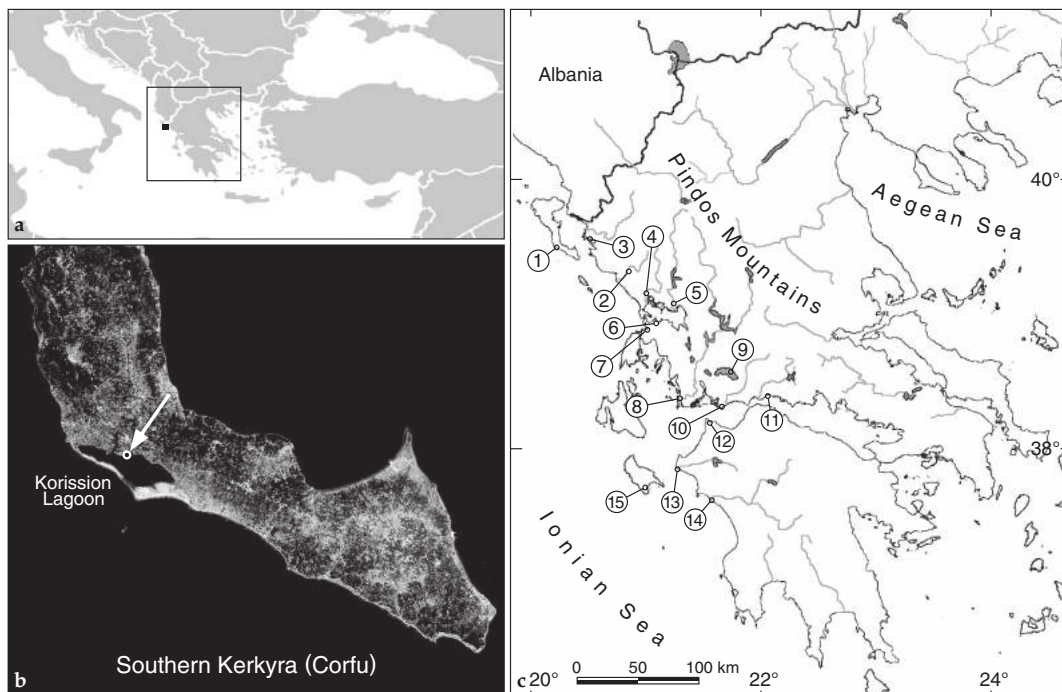 a
Korission
Lagoon
Southern Kerkyra (Corfu)
b
Albania
40°
Pindos Mountains
Aegean Sea
1
3
4
2
5
6
7
9
8
10
11
12
38°
13
15
14
Ionian Sea
0 50 100 km
c
20° 22° 24°